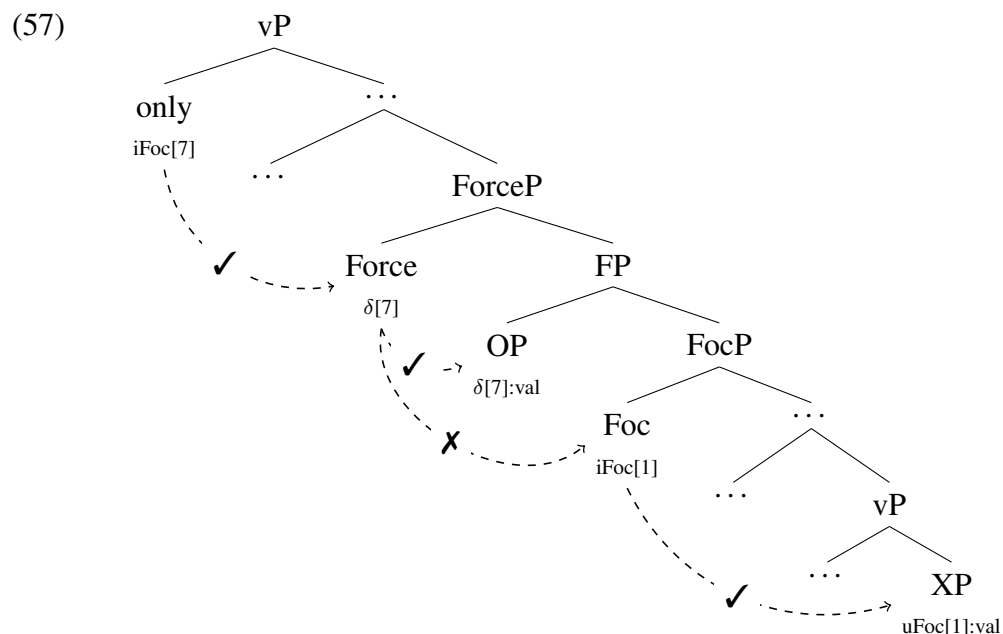 (57)
vP
only
iFoc[7]
...
...
ForceP
✓
Force
δ[7]
FP
✓
OP
δ[7]:val
FocP
✗
Foc
iFoc[1]
...
...
vP
✓
...
XP
uFoc[1]:val